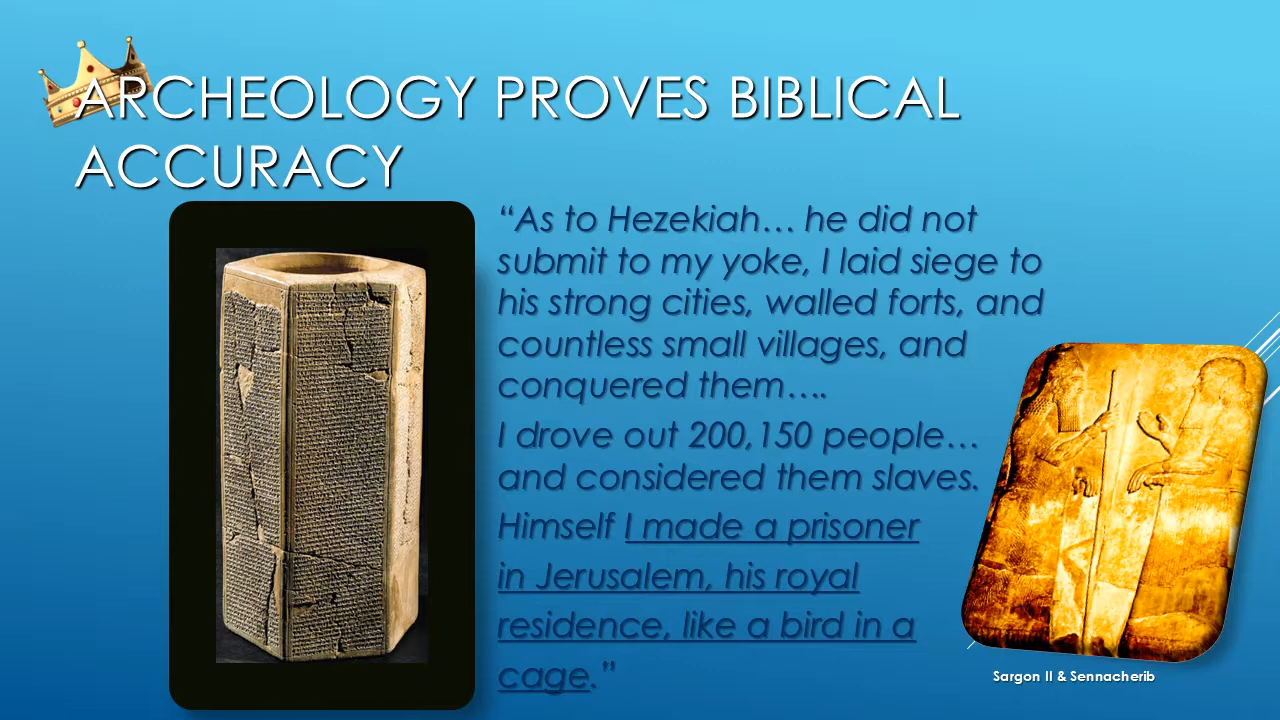 ARCHEOLOGY PROVES BIBLICAL
ACCURACY
“As to Hezekiah… he did not
submit to my yoke, I laid siege to
his strong cities, walled forts, and
countless small villages, and
conquered them….
I drove out 200,150 people…
and considered them slaves.
Himself I made a prisoner
in Jerusalem, his royal
residence, like a bird in a
cage.”
Sargon II & Sennacherib